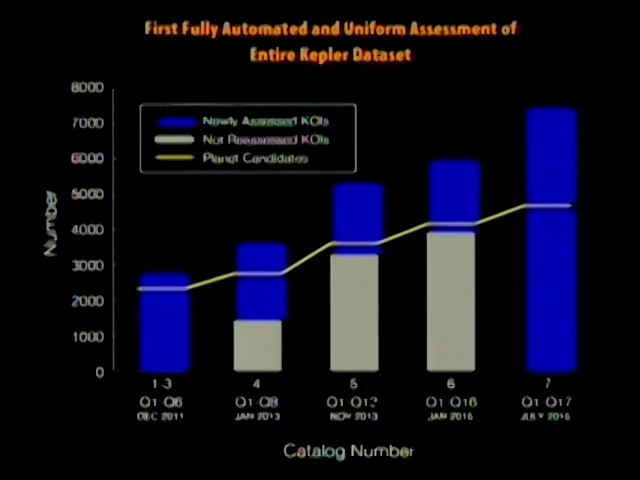 First Fully Automated and Uniform Assessment of
Entire Kepler Dataset
8000
7000
6000
5000
4000
3000
2000
1000
0
Number
Newly Assessed KOIs
Not Reassessed KOIs
Planet Candidates
1-3
4
5
6
7
Q1-Q6
Q1-Q8
Q1-Q12
Q1-Q16
Q1-Q17
DEC 2011
JAN 2013
NOV 2013
JAN 2015
JULY 2015
Catalog Number